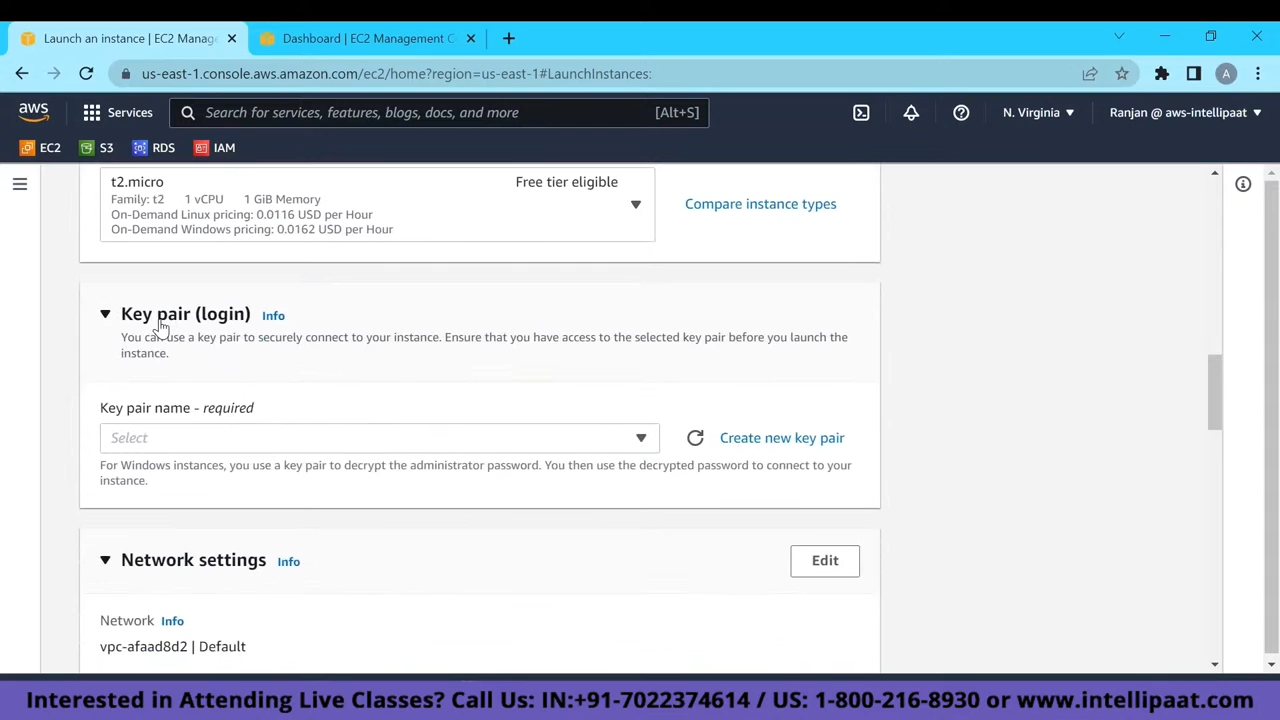 Launch an instance | EC2 Manag
Dashboard | EC2 Management C
us-east-1.console.aws.amazon.com/ec2/home?region=us-east-1#LaunchInstances:
A
aws
Services
Search for services, features, blogs, docs, and more
[Alt+S]
N. Virginia
Ranjan @ aws-intellipaat
EC2
S3
RDS
IAM
t2.micro
Free tier eligible
Family: t2 1 vCPU 1 GiB Memory
On-Demand Linux pricing: 0.0116 USD per Hour
On-Demand Windows pricing: 0.0162 USD per Hour
Compare instance types
Key pair (login) Info
You can use a key pair to securely connect to your instance. Ensure that you have access to the selected key pair before you launch the
instance.
Key pair name - required
Select
Create new key pair
For Windows instances, you use a key pair to decrypt the administrator password. You then use the decrypted password to connect to your
instance.
Network settings Info
Edit
Network Info
vpc-afaad8d2 | Default
Interested in Attending Live Classes? Call Us: IN:+91-7022374614 / US: 1-800-216-8930 or www.intellipaat.com